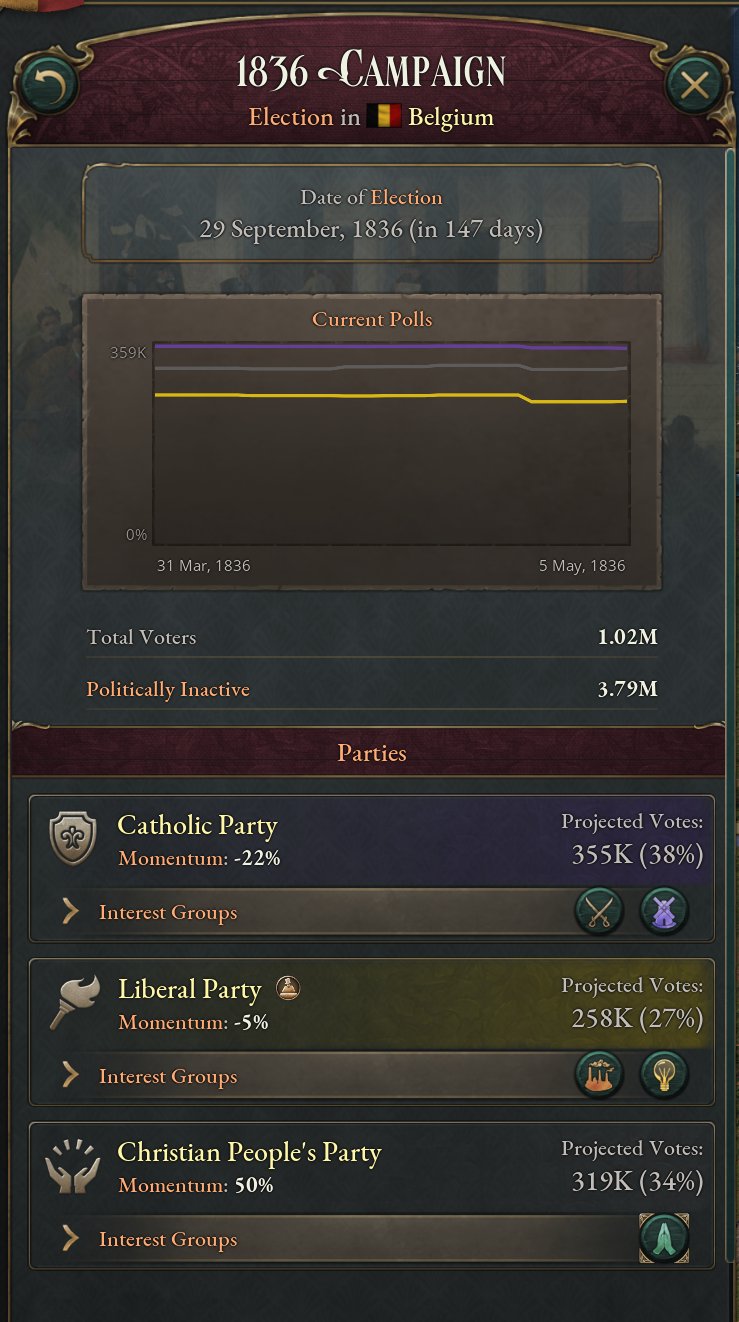 1836 Campaign
Election in Belgium
Date of Election
29 September, 1836 (in 147 days)
Current Polls
359K
0%
31 Mar, 1836
5 May, 1836
Total Voters
1.02M
Politically Inactive
3.79M
Parties
Catholic Party
Projected Votes:
Momentum: -22%
355K (38%)
Interest Groups
Liberal Party
Projected Votes:
Momentum: -5%
258K (27%)
Interest Groups
Christian People's Party
Projected Votes:
Momentum: 50%
319K (34%)
Interest Groups